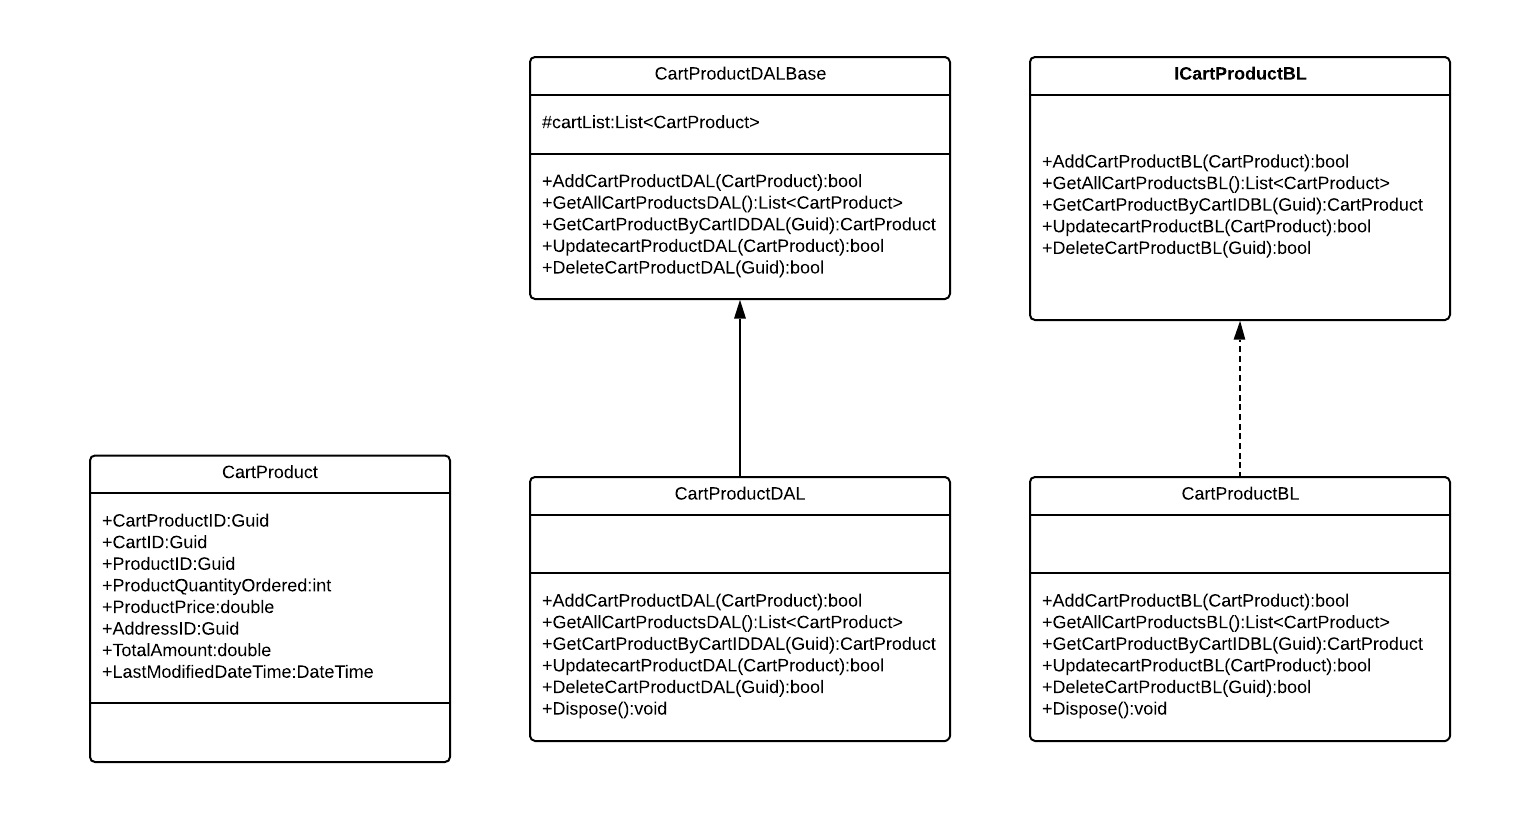 CartProductDALBase
#cartList:List<CartProduct>
+AddCartProductDAL(CartProduct):bool
+GetAllCartProductsDAL():List<CartProduct>
+GetCartProductByCartIDDAL(Guid):CartProduct
+UpdatecartProductDAL(CartProduct):bool
+DeleteCartProductDAL(Guid):bool
ICartProductBL
+AddCartProductBL(CartProduct):bool
+GetAllCartProductsBL():List<CartProduct>
+GetCartProductByCartIDBL(Guid):CartProduct
+UpdatecartProductBL(CartProduct):bool
+DeleteCartProductBL(Guid):bool
CartProduct
+CartProductID:Guid
+CartID:Guid
+ProductID:Guid
+ProductQuantityOrdered:int
+ProductPrice:double
+AddressID:Guid
+TotalAmount:double
+LastModifiedDateTime:DateTime
CartProductDAL
+AddCartProductDAL(CartProduct):bool
+GetAllCartProductsDAL():List<CartProduct>
+GetCartProductByCartIDDAL(Guid):CartProduct
+UpdatecartProductDAL(CartProduct):bool
+DeleteCartProductDAL(Guid):bool
+Dispose():void
CartProductBL
+AddCartProductBL(CartProduct):bool
+GetAllCartProductsBL():List<CartProduct>
+GetCartProductByCartIDBL(Guid):CartProduct
+UpdatecartProductBL(CartProduct):bool
+DeleteCartProductBL(Guid):bool
+Dispose():void